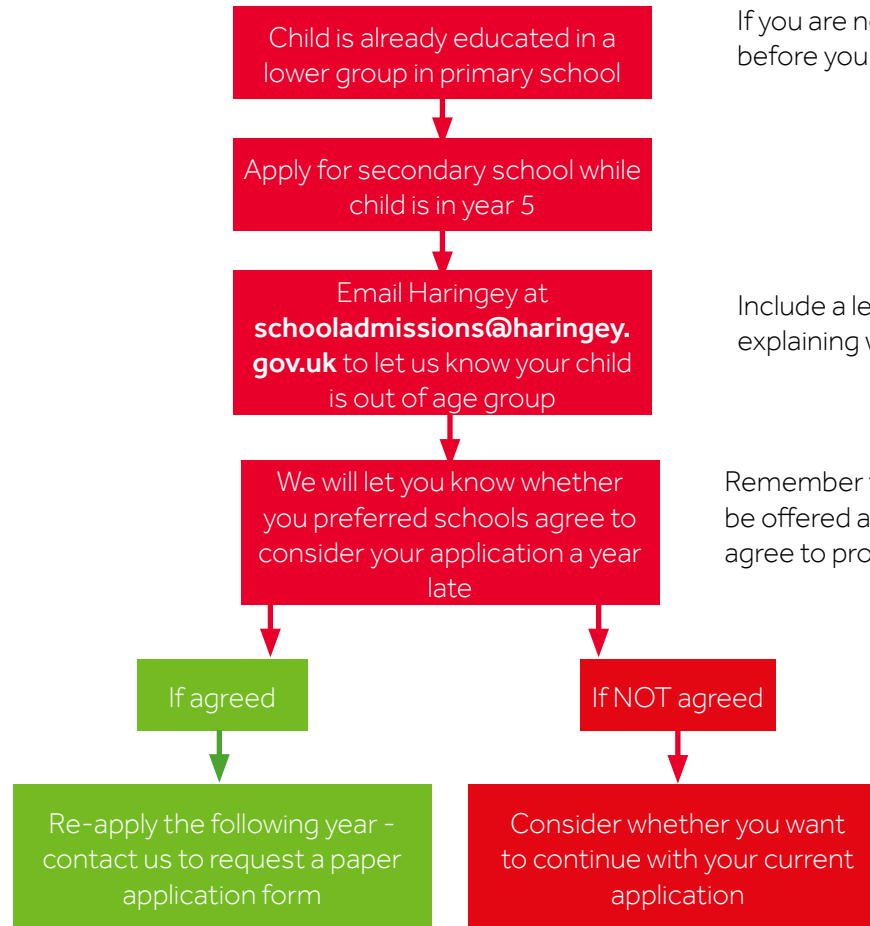 Child is already educated in a
lower group in primary school
If you are
before you
Apply for secondary school while
child is in year 5
Email Haringey at
schooladmissions@haringey.
gov.uk to let us know your child
is out of age group
Include a
explaining
We will let you know whether
you preferred schools agree to
consider your application a year
late
Remember
be offered
agree to
If agreed
If NOT agreed
Re-apply the following year -
contact us to request a paper
application form
Consider whether you want
to continue with your current
application